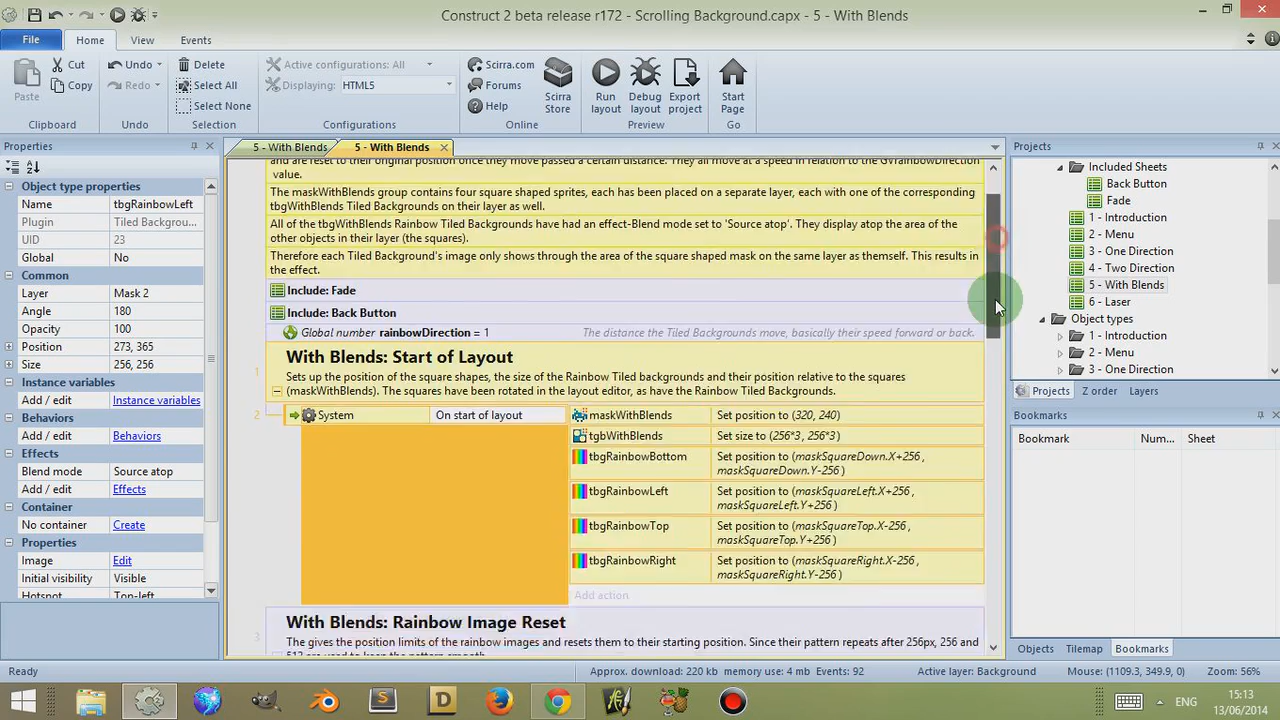 Construct 2 beta release r172 - Scrolling Background.capx - 5 - With Blends
File
Home
View
Events
Paste
Cut
Copy
Clipboard
Undo
Redo
Undo
Delete
Select All
Select None
Selection
Active configurations: All
Displaying: HTML5
Configurations
Scirra.com
Forums
Help
Scirra Store
Online
Run layout
Debug layout
Export project
Preview
Start Page
Go
Properties
Object type properties
Name tbgRainbowLeft
Plugin Tiled Backgrou...
UID 23
Global No
Common
Layer Mask 2
Angle 180
Opacity 100
Position 273, 365
Size 256, 256
Instance variables
Add / edit Instance variables
Behaviors
Add / edit Behaviors
Effects
Blend mode Source atop
Add / edit Effects
Container
No container Create
Properties
Image Edit
Initial visibility Visible
Hotspot Top-left
5 - With Blends
5 - With Blends
and are reset to their original position once they move passed a certain distance. They all move at a speed in relation to the GVrainbowDirection
value.
The maskWithBlends group contains four square shaped sprites, each has been placed on a separate layer, each with one of the corresponding
tbgWithBlends Tiled Backgrounds on their layer as well.
All of the tbgWithBlends Rainbow Tiled Backgrounds have had an effect-Blend mode set to 'Source atop'. They display atop the area of the
other objects in their layer (the squares).
Therefore each Tiled Background's image only shows through the area of the square shaped mask on the same layer as themself. This results in
the effect.
Include: Fade
Include: Back Button
Global number rainbowDirection = 1 The distance the Tiled Backgrounds move, basically their speed forward or back.
1
With Blends: Start of Layout
Sets up the position of the square shapes, the size of the Rainbow Tiled backgrounds and their position relative to the squares
(maskWithBlends). The squares have been rotated in the layout editor, as have the Rainbow Tiled Backgrounds.
2
System On start of layout
maskWithBlends Set position to (320, 240)
tgbWithBlends Set size to (256*3, 256*3)
tbgRainbowBottom Set position to (maskSquareDown.X+256,
maskSquareDown.Y-256)
tbgRainbowLeft Set position to (maskSquareLeft.X+256,
maskSquareLeft.Y+256)
tbgRainbowTop Set position to (maskSquareTop.X-256,
maskSquareTop.Y+256)
tbgRainbowRight Set position to (maskSquareRight.X-256,
maskSquareRight.Y-256)
Add action
3
With Blends: Rainbow Image Reset
The gives the position limits of the rainbow images and resets them to their starting position. Since their pattern repeats after 256px, 256 and
512 are used to keep the pattern smooth.
Projects
Included Sheets
Back Button
Fade
1 - Introduction
2 - Menu
3 - One Direction
4 - Two Direction
5 - With Blends
6 - Laser
Object types
1 - Introduction
2 - Menu
3 - One Direction
Projects
Z order
Layers
Bookmarks
Bookmark Num... Sheet
Objects
Tilemap
Bookmarks
Ready
Approx. download: 220 kb memory use: 4 mb Events: 92
Active layer: Background
Mouse: (1109.3, 349.9, 0)
Zoom: 56%
ENG
15:13
13/06/2014